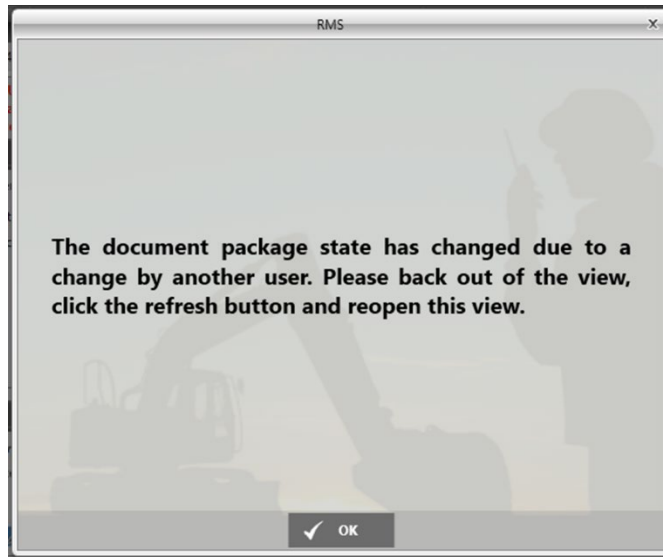 RMS
X
The document package state has changed due to a
change by another user. Please back out of the view,
click the refresh button and reopen this view.
OK